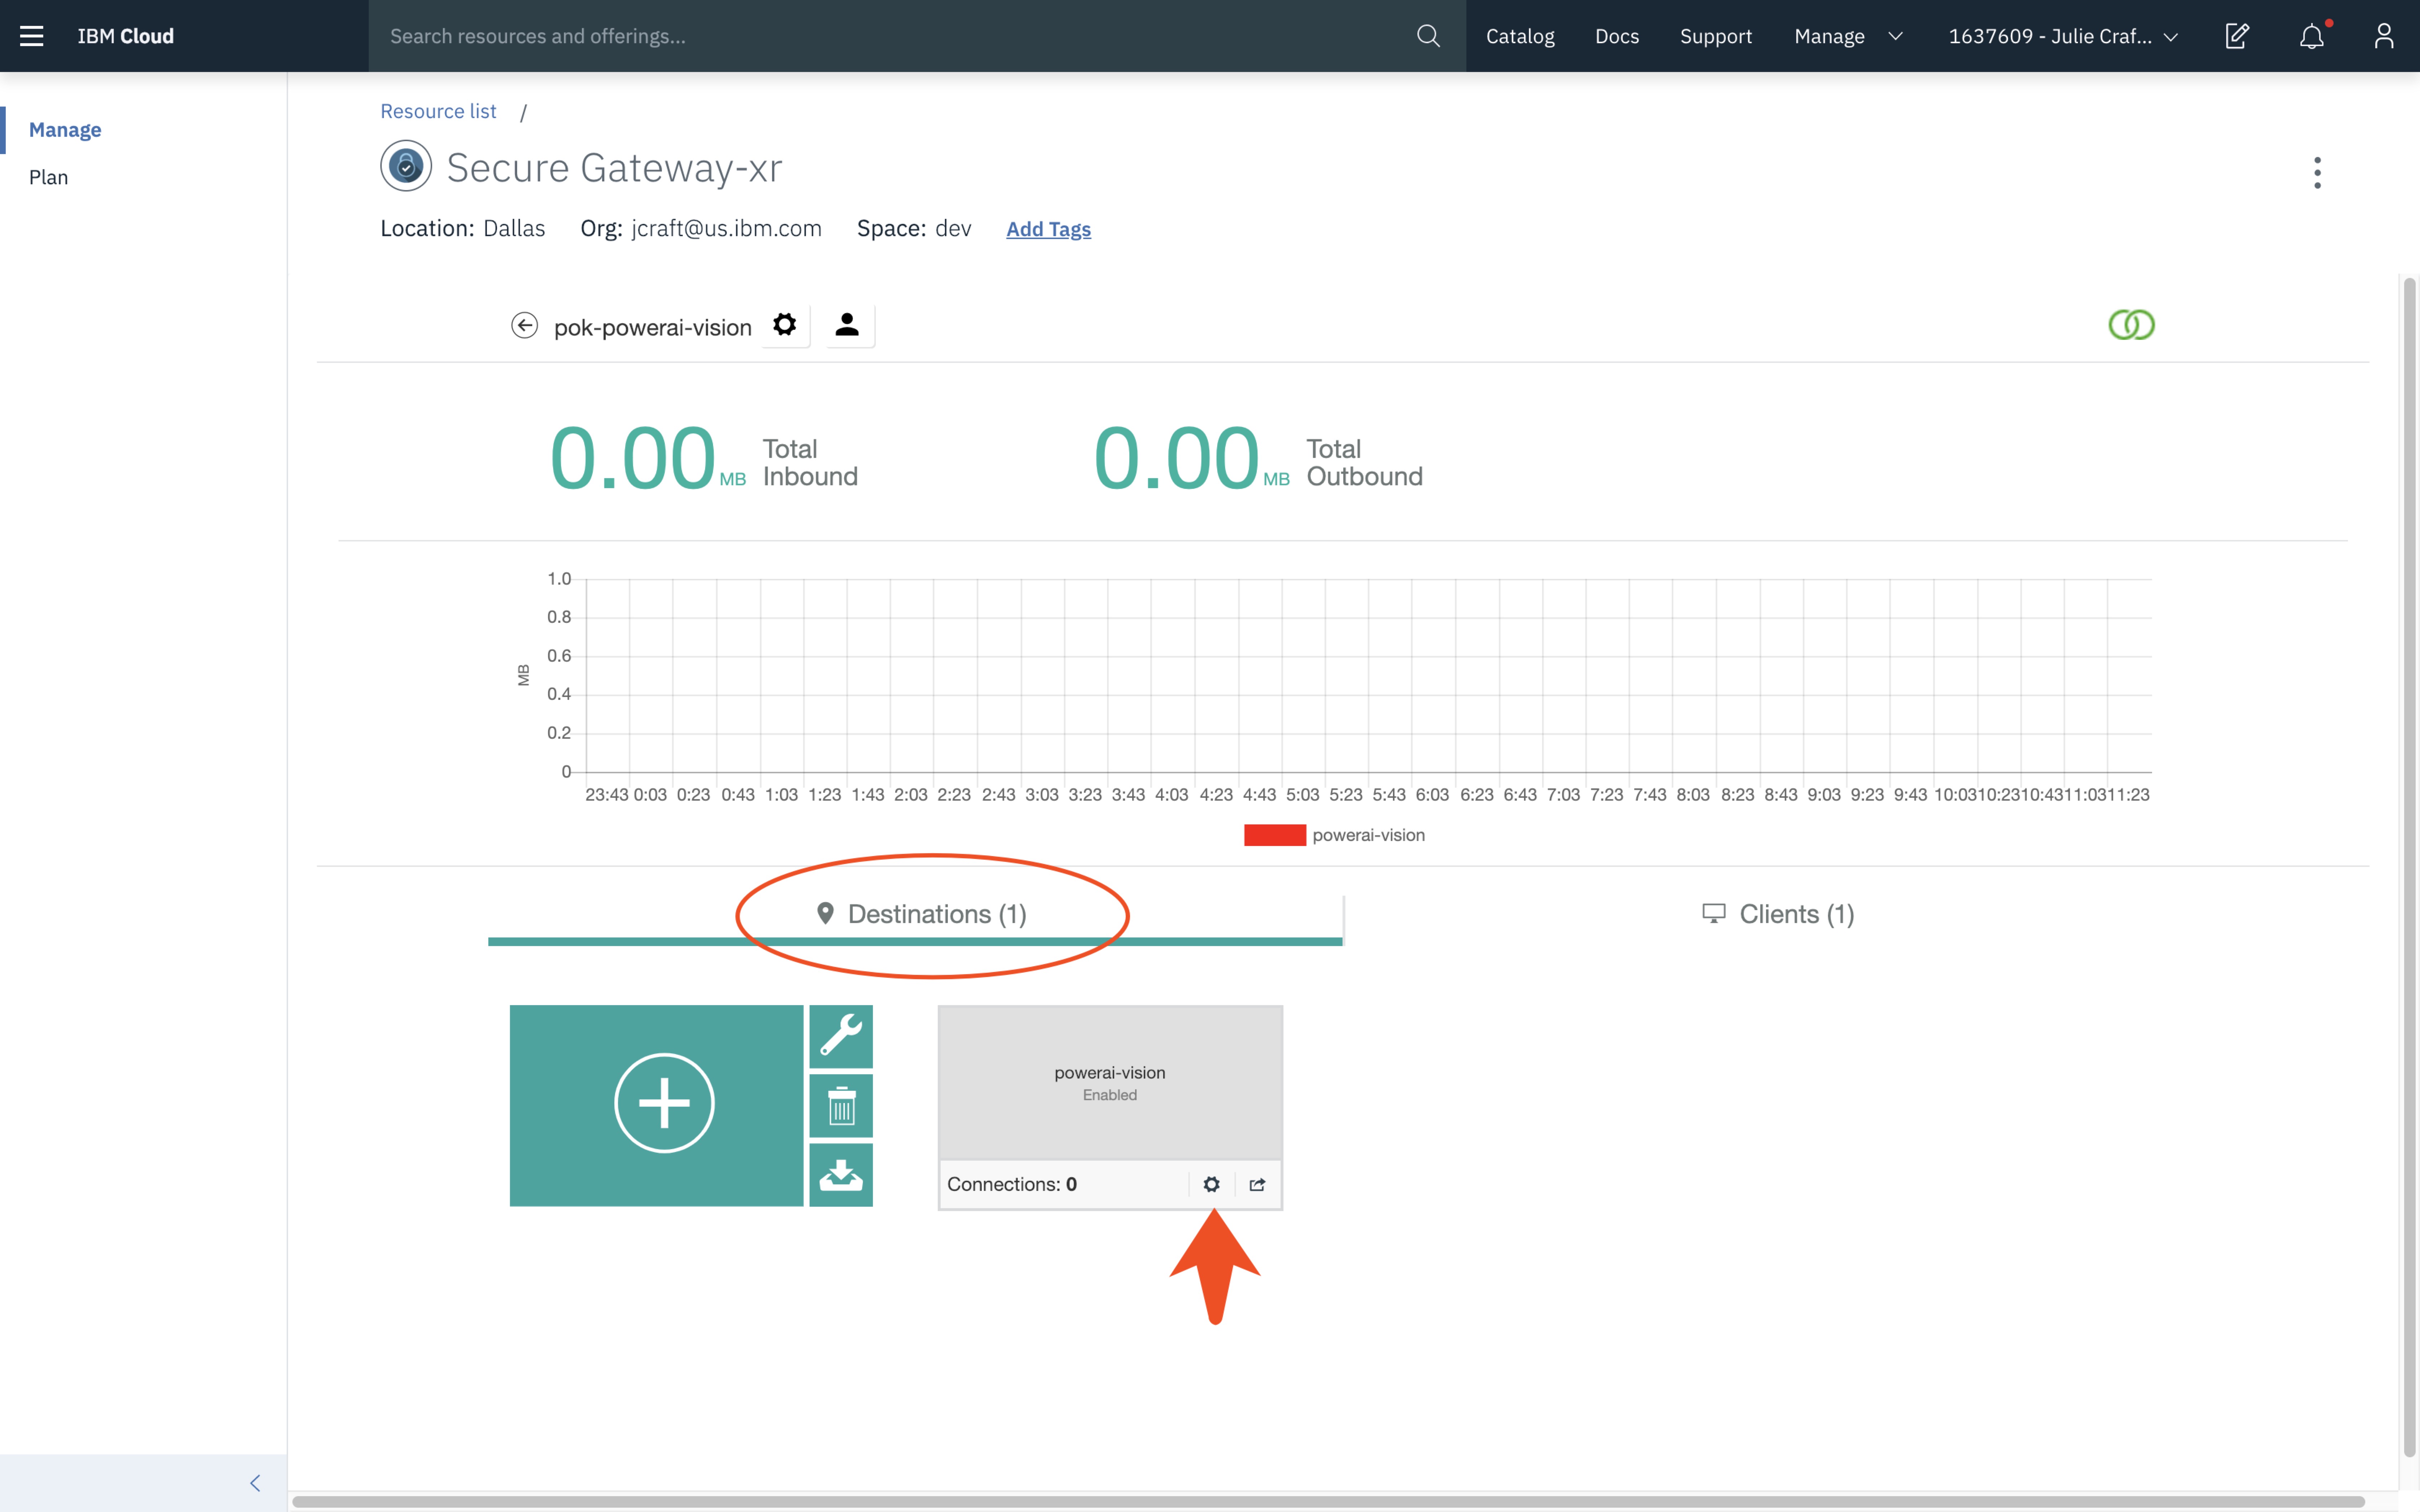 IBM Cloud
Search resources and offerings...
Catalog Docs Support Manage 1637609 - Julie Craf...
Manage
Plan
Resource list /
Secure Gateway-xr
Location: Dallas Org: jcraft@us.ibm.com Space: dev Add Tags
pok-powerai-vision
0.00 MB Total Inbound
0.00 MB Total Outbound
1.0
0.8
0.6
0.4
0.2
0
MB
23:43 0:03 0:23 0:43 1:03 1:23 1:43 2:03 2:23 2:43 3:03 3:23 3:43 4:03 4:23 4:43 5:03 5:23 5:43 6:03 6:23 6:43 7:03 7:23 7:43 8:03 8:23 8:43 9:03 9:23 9:43 10:03 10:23 10:43 11:03 11:23
powerai-vision
Destinations (1)
Clients (1)
powerai-vision
Enabled
Connections: 0